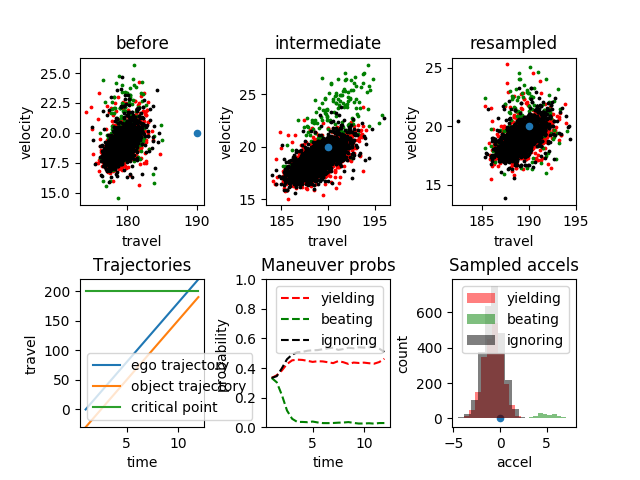 before
intermediate
resampled
25.0
22.5
20.0
17.5
15.0
velocity
180
190
travel
25
20
15
velocity
185
190
195
travel
25
20
15
velocity
185
190
195
travel
Trajectories
Maneuver probs
Sampled accels
200
150
100
50
0
travel
ego trajectory
object trajectory
critical point
5
10
time
1.0
0.8
0.6
0.4
0.2
0.0
probability
yielding
beating
ignoring
5
10
time
600
400
200
0
count
yielding
beating
ignoring
−5
0
5
accel